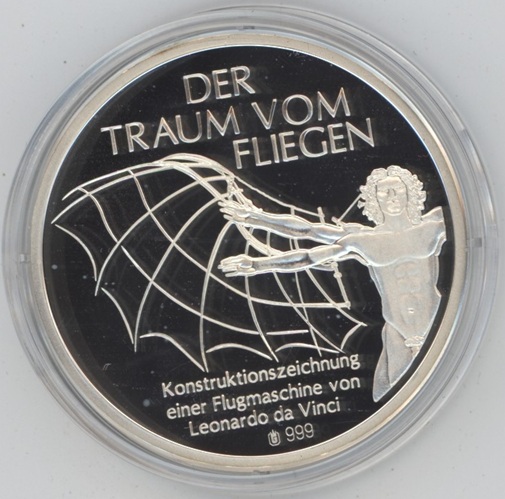 DER
TRAUM VOM
FLIEGEN
Konstruktionszeichnung
einer Flugmaschine von
Leonardo da Vinci
999